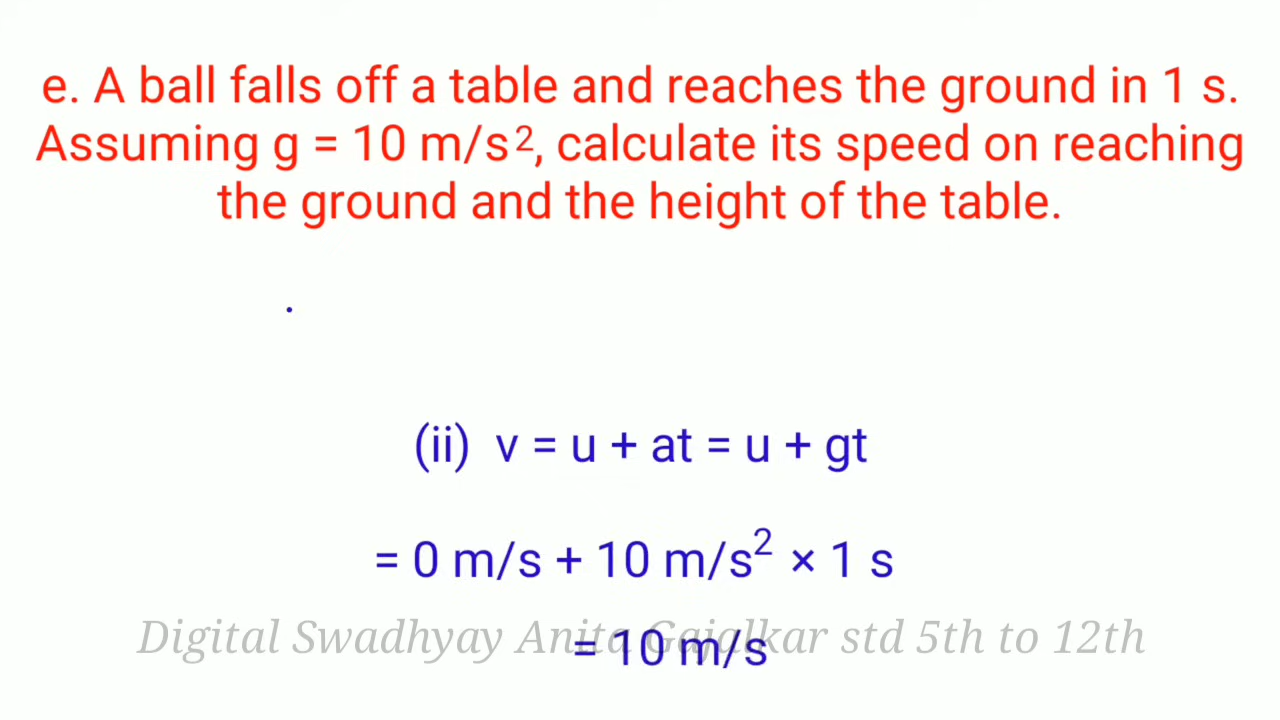 e. A ball falls off a table and reaches the ground in 1 s.
Assuming g = 10 m/s², calculate its speed on reaching
the ground and the height of the table.
.
(ii) v = u + at = u + gt
= 0 m/s + 10 m/s² × 1 s
Digital Swadhyay Anita Gajalkar std 5th to 12th
= 10 m/s